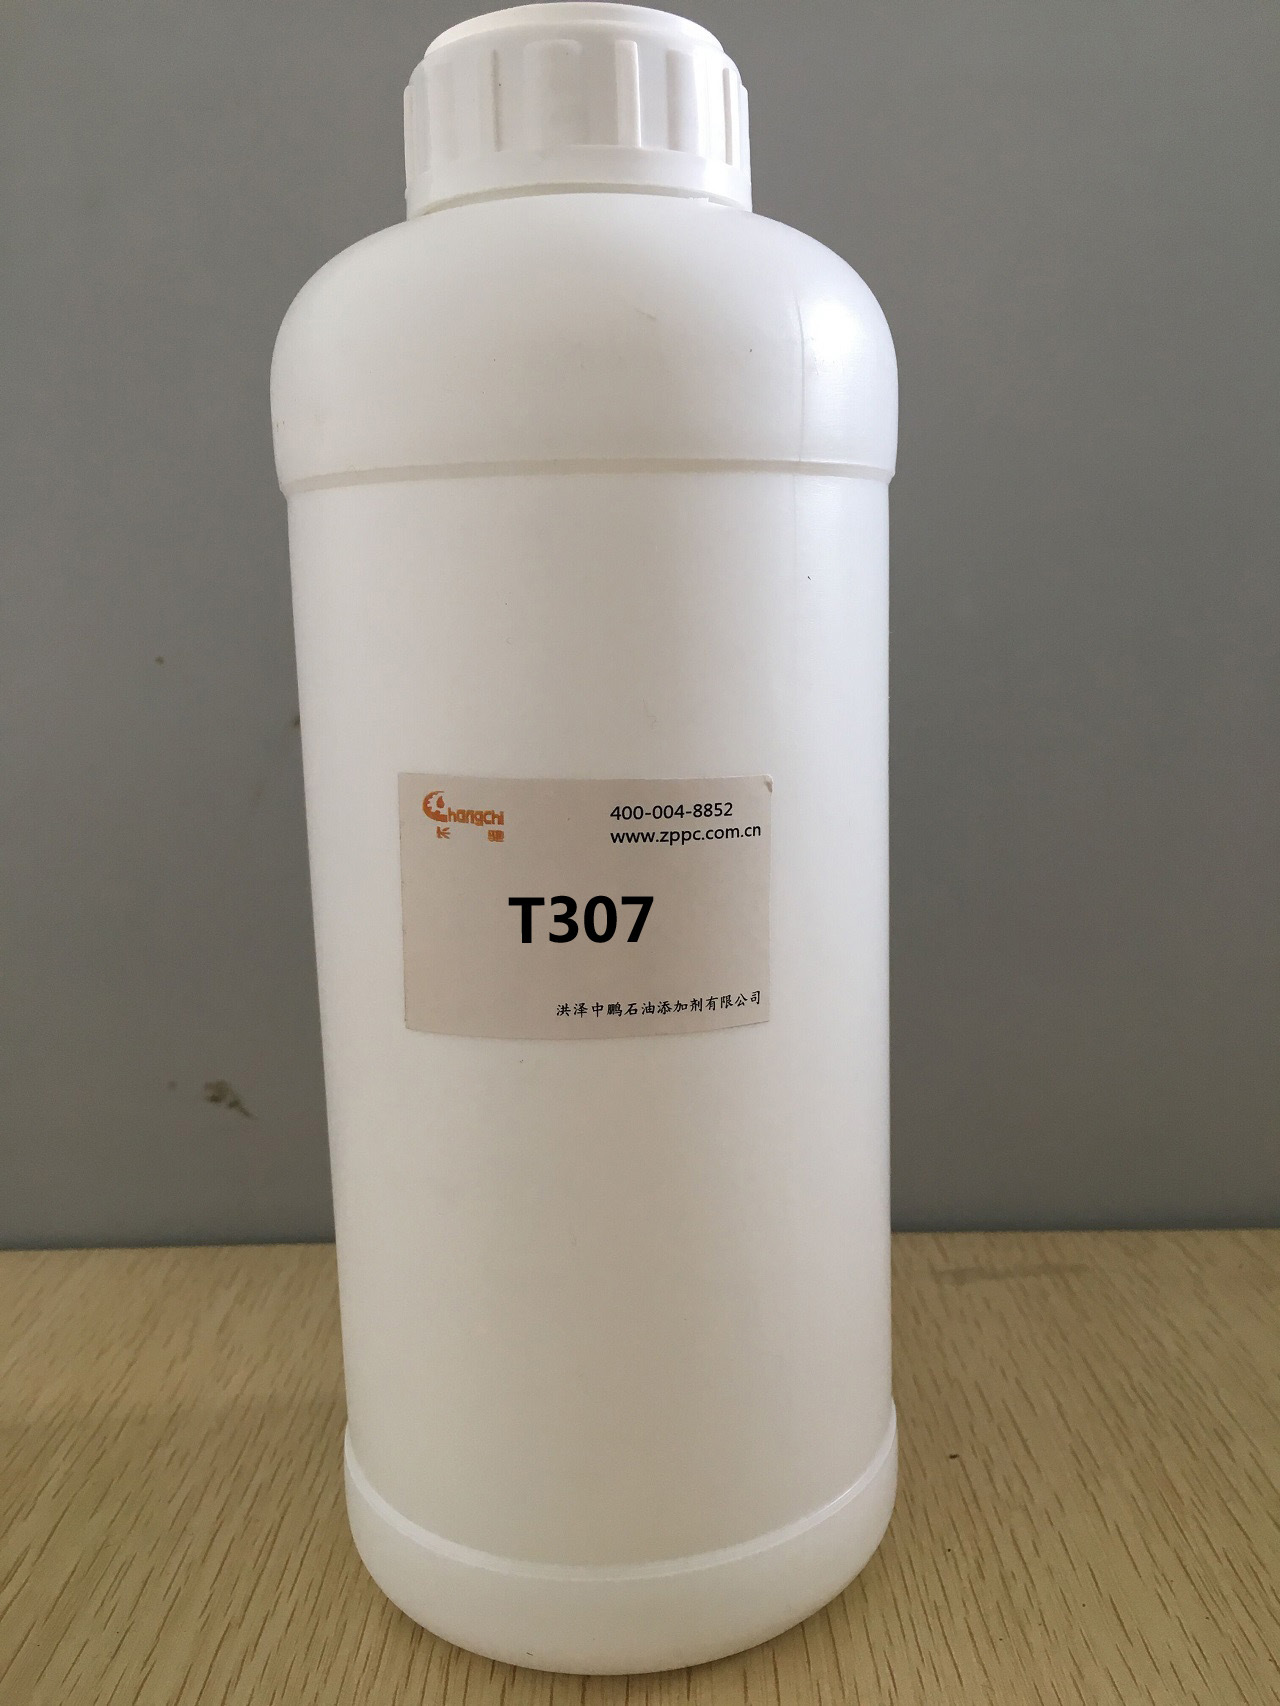 Changchi
长 驰
400-004-8852
www.zppc.com.cn
T307
洪泽中鹏石油添加剂有限公司